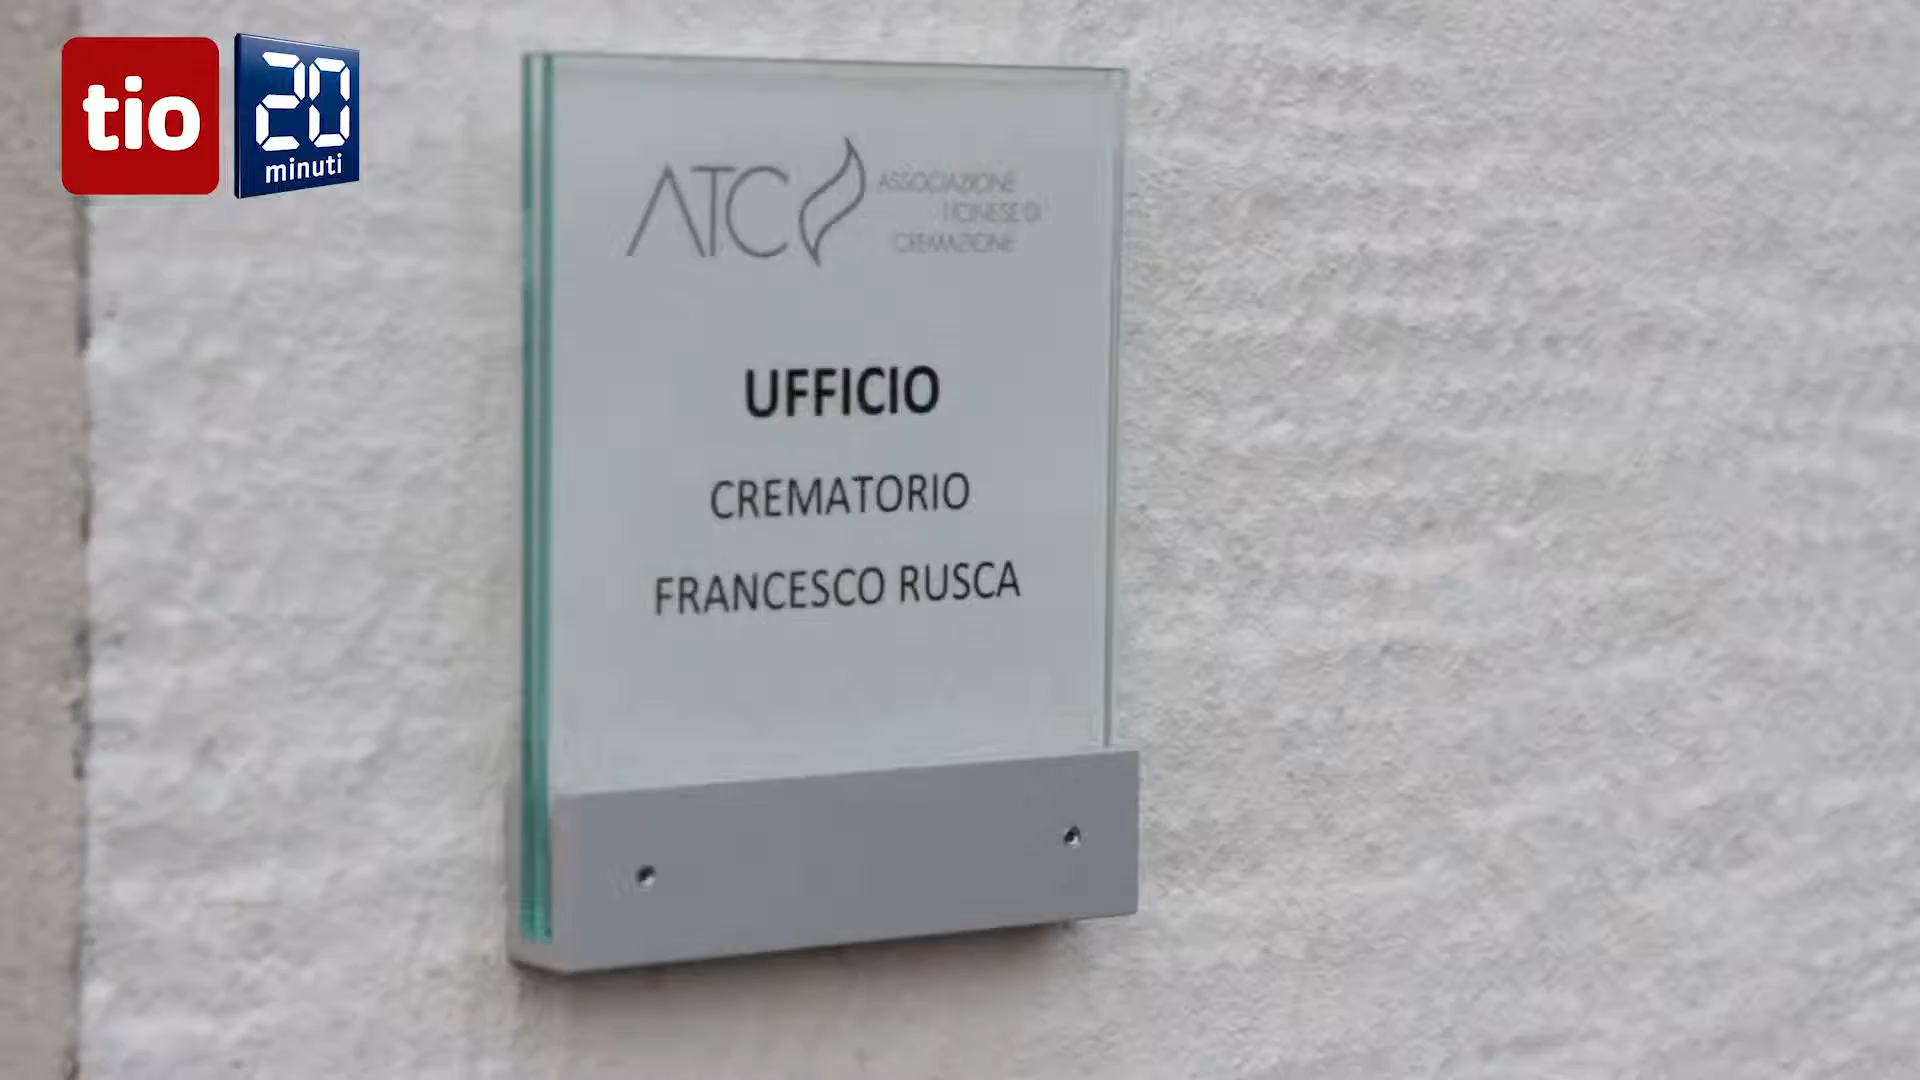 tio
20
minuti
ATC
ASSOCIAZIONE
TICINESE DI
CREMAZIONE
UFFICIO
CREMATORIO
FRANCESCO RUSCA